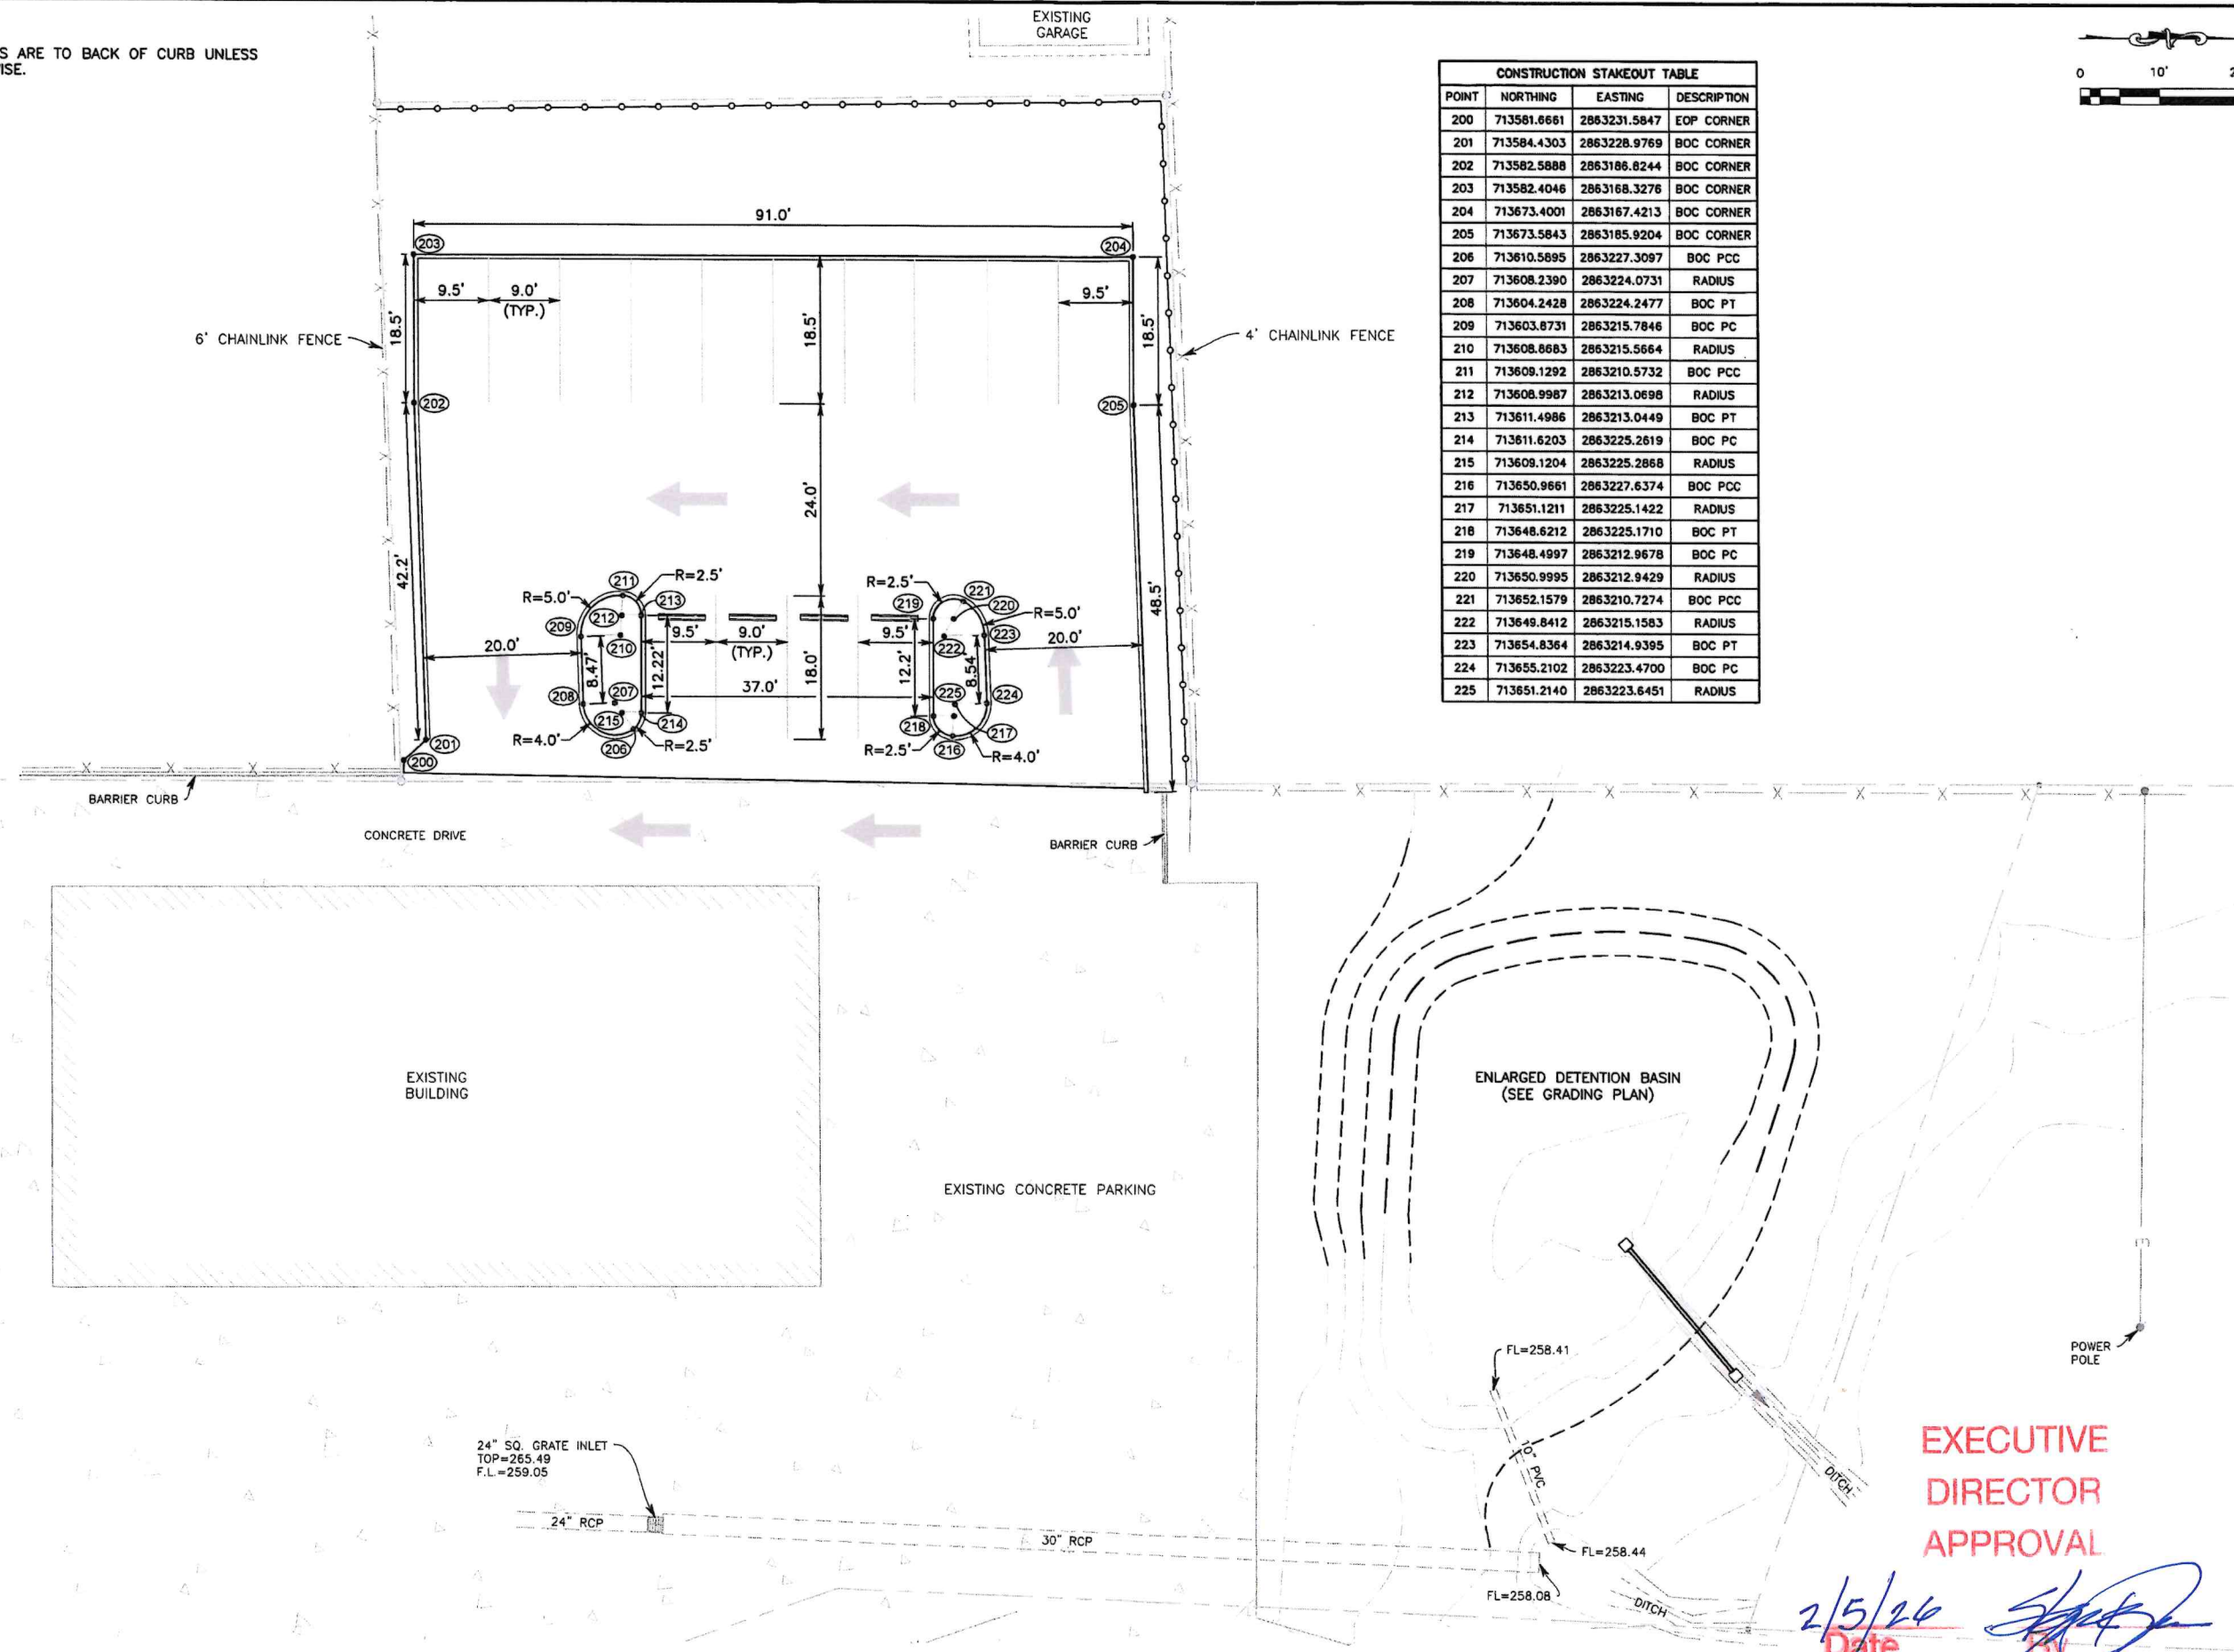 S ARE TO BACK OF CURB UNLESS
ISE.
EXISTING
GARAGE
0 10' 2
CONSTRUCTION STAKEOUT TABLE
POINT NORTHING EASTING DESCRIPTION
200 713581.6661 2863231.5847 EOP CORNER
201 713584.4303 2863228.9769 BOC CORNER
202 713582.5888 2863186.8244 BOC CORNER
203 713582.4046 2863168.3276 BOC CORNER
204 713673.4001 2863167.4213 BOC CORNER
205 713673.5843 2863185.9204 BOC CORNER
206 713610.5895 2863227.3097 BOC PCC
207 713608.2390 2863224.0731 RADIUS
208 713604.2428 2863224.2477 BOC PT
209 713603.8731 2863215.7846 BOC PC
210 713608.8683 2863215.5664 RADIUS
211 713609.1292 2863210.5732 BOC PCC
212 713608.9987 2863213.0698 RADIUS
213 713611.4986 2863213.0449 BOC PT
214 713611.6203 2863225.2619 BOC PC
215 713609.1204 2863225.2868 RADIUS
216 713650.9661 2863227.6374 BOC PCC
217 713651.1211 2863225.1422 RADIUS
218 713648.6212 2863225.1710 BOC PT
219 713648.4997 2863212.9678 BOC PC
220 713650.9995 2863212.9429 RADIUS
221 713652.1579 2863210.7274 BOC PCC
222 713649.8412 2863215.1583 RADIUS
223 713654.8364 2863214.9395 BOC PT
224 713655.2102 2863223.4700 BOC PC
225 713651.2140 2863223.6451 RADIUS
91.0'
203
204
9.5'
9.0'
(TYP.)
9.5'
18.5'
18.5'
18.5'
6' CHAINLINK FENCE
4' CHAINLINK FENCE
202
205
24.0'
42.2'
48.5'
211
R=2.5'
R=5.0'
213
212
209
210
R=2.5'
221
219
220
R=5.0'
223
222
20.0'
9.5'
9.0'
(TYP.)
9.5'
20.0'
8.47'
12.22'
18.0'
12.2'
8.54'
37.0'
208
207
225
224
215
214
218
217
R=4.0'
206
R=2.5'
R=2.5'
216
R=4.0'
201
200
X X X X
X X X X X X X X X X X
BARRIER CURB
CONCRETE DRIVE
BARRIER CURB
EXISTING
BUILDING
ENLARGED DETENTION BASIN
(SEE GRADING PLAN)
EXISTING CONCRETE PARKING
E
POWER
POLE
FL=258.41
10" PVC
DITCH
24" SQ. GRATE INLET
TOP=265.49
F.L.=259.05
24" RCP
30" RCP
FL=258.44
FL=258.08
DITCH
EXECUTIVE
DIRECTOR
APPROVAL
2/5/26
Date By